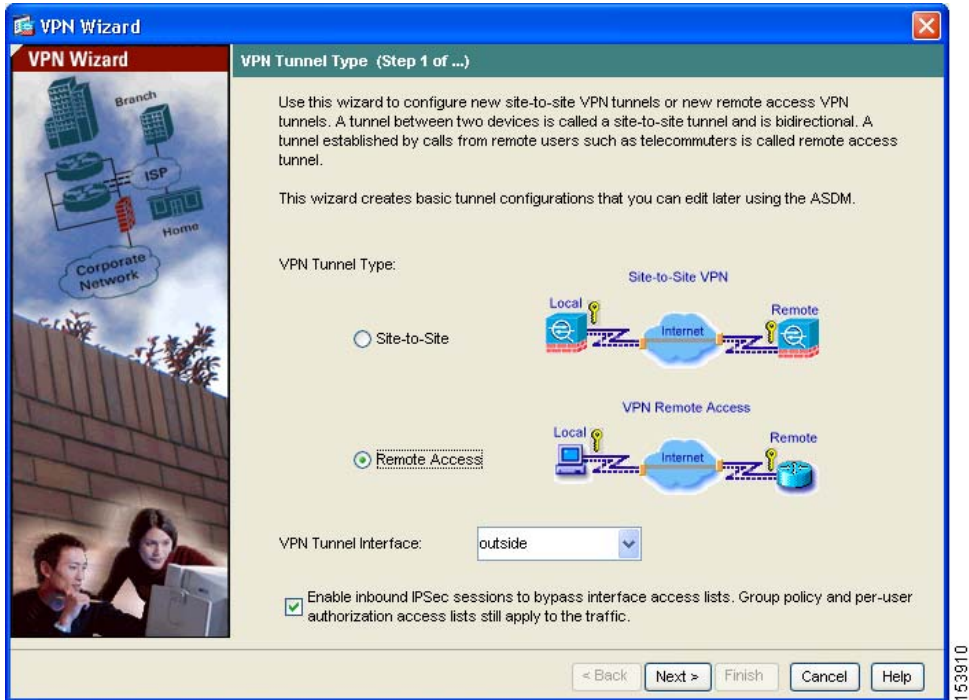 VPN Wizard
VPN Wizard
Branch
ISP
Home
Corporate
Network
VPN Tunnel Type (Step 1 of ...)
Use this wizard to configure new site-to-site VPN tunnels or new remote access VPN
tunnels. A tunnel between two devices is called a site-to-site tunnel and is bidirectional. A
tunnel established by calls from remote users such as telecommuters is called remote access
tunnel.
This wizard creates basic tunnel configurations that you can edit later using the ASDM.
VPN Tunnel Type:
Site-to-Site VPN
Local
Remote
Internet
Site-to-Site
VPN Remote Access
Local
Remote
Internet
Remote Access
VPN Tunnel Interface: outside
Enable inbound IPSec sessions to bypass interface access lists. Group policy and per-user
authorization access lists still apply to the traffic.
< Back Next > Finish Cancel Help
153910